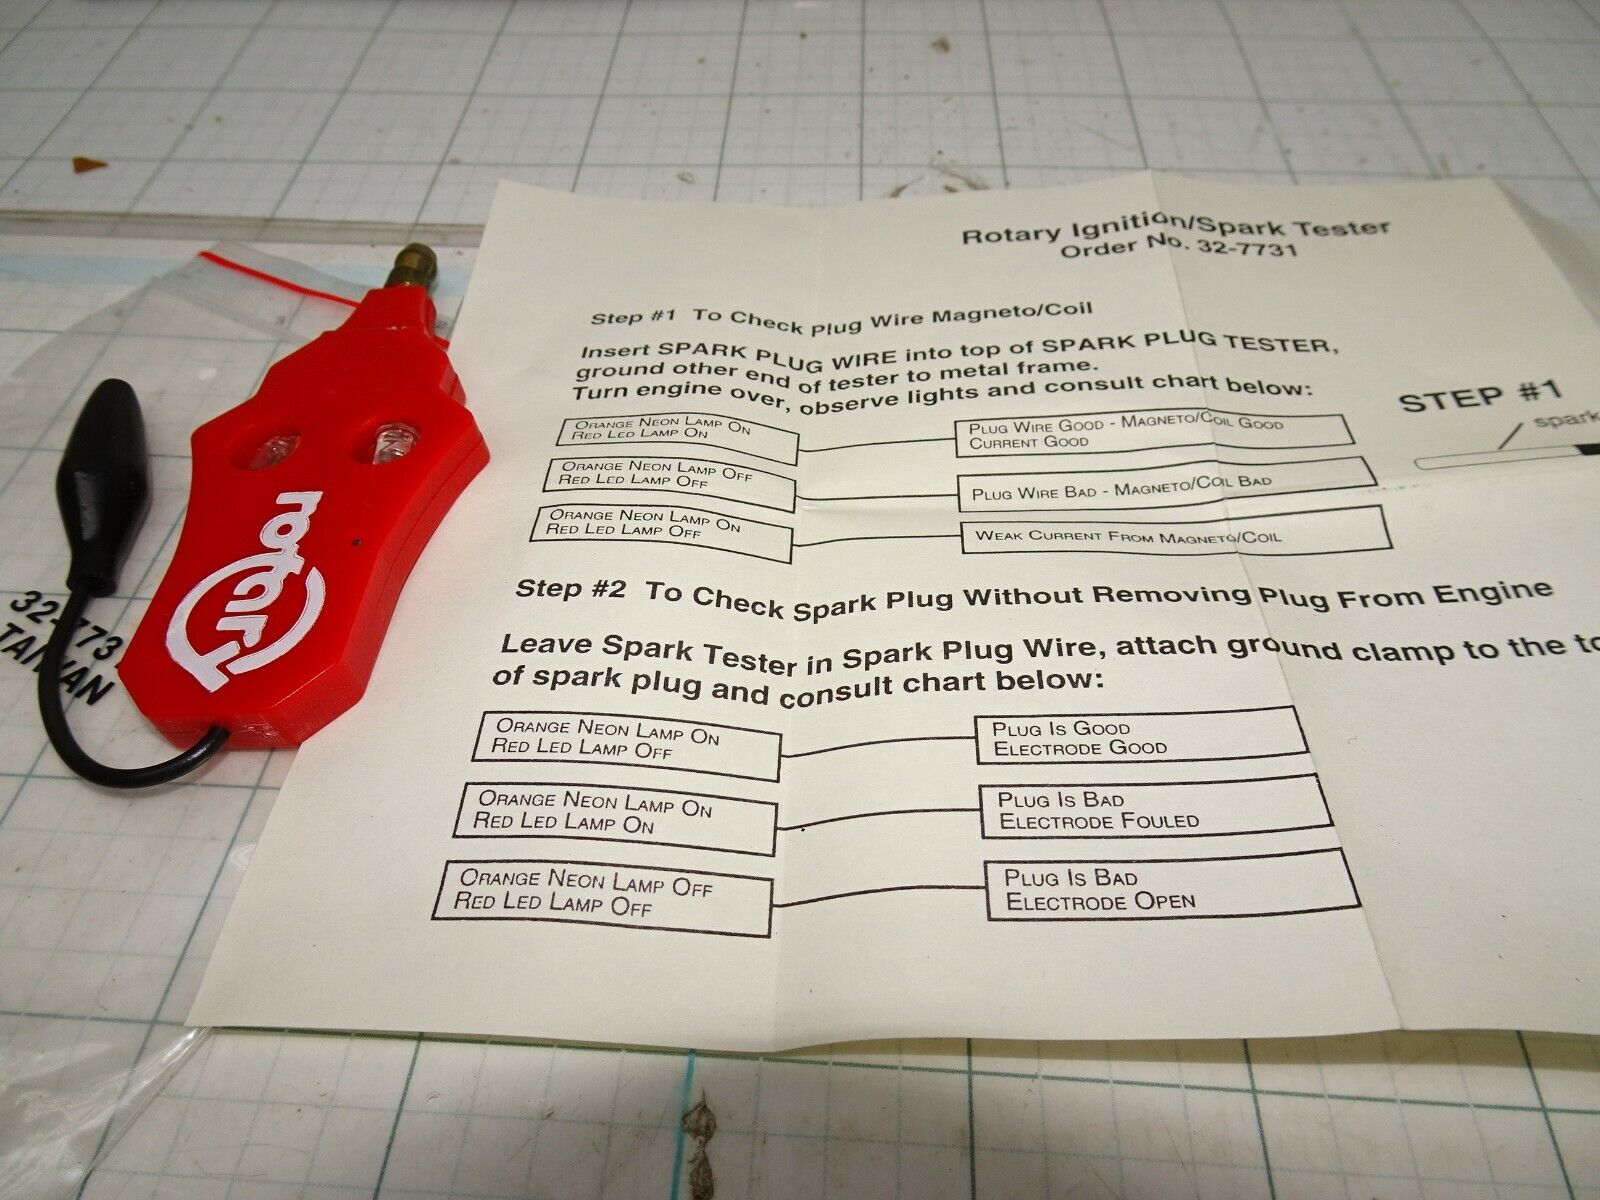 Rotary Ignition/Spark Tester
Order No. 32-7731
Step #1 To Check Plug Wire Magneto/Coil
Insert SPARK PLUG WIRE into top of SPARK PLUG TESTER,
ground other end of tester to metal frame.
Turn engine over, observe lights and consult chart below:
ORANGE NEON LAMP ON
RED LED LAMP ON
PLUG WIRE GOOD - MAGNETO/COIL GOOD
CURRENT GOOD
ORANGE NEON LAMP OFF
RED LED LAMP OFF
PLUG WIRE BAD - MAGNETO/COIL BAD
ORANGE NEON LAMP ON
RED LED LAMP OFF
WEAK CURRENT FROM MAGNETO/COIL
STEP #1
spark
Step #2 To Check Spark Plug Without Removing Plug From Engine
Leave Spark Tester in Spark Plug Wire, attach ground clamp to the
of spark plug and consult chart below:
ORANGE NEON LAMP ON
RED LED LAMP OFF
PLUG IS GOOD
ELECTRODE GOOD
ORANGE NEON LAMP ON
RED LED LAMP ON
PLUG IS BAD
ELECTRODE FOULED
ORANGE NEON LAMP OFF
RED LED LAMP OFF
PLUG IS BAD
ELECTRODE OPEN
rotary
TAIWAN